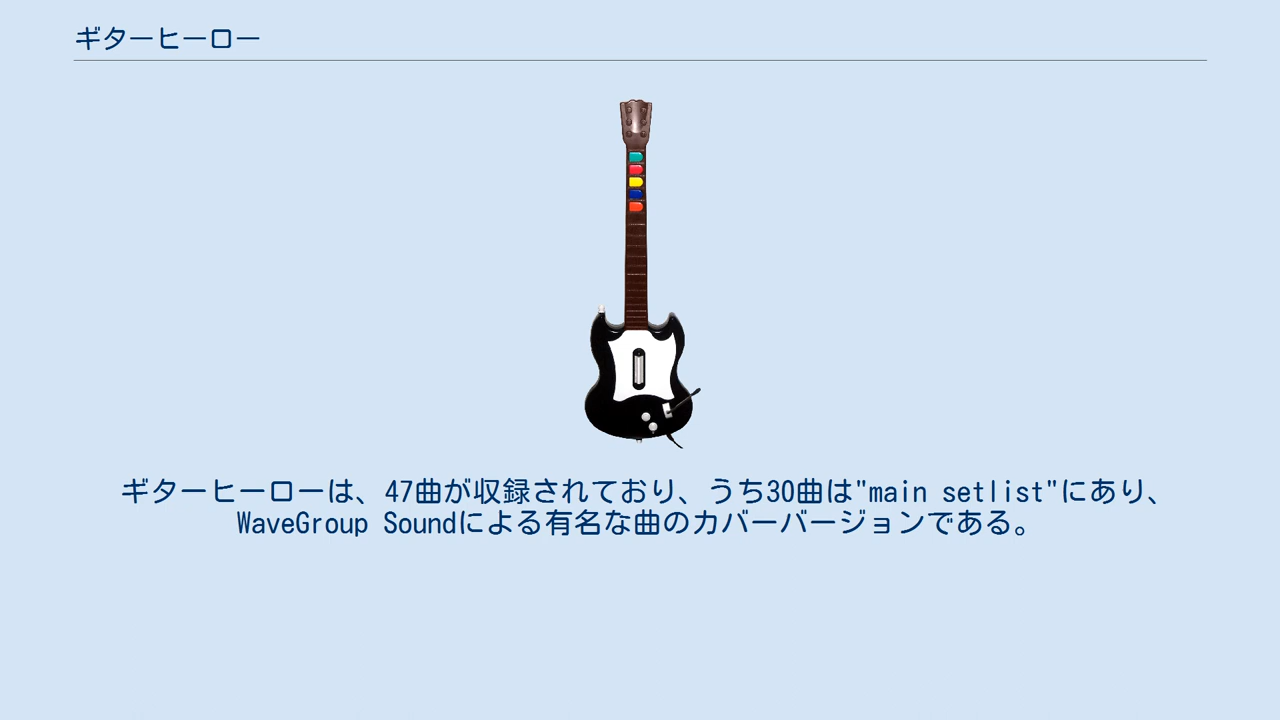 ギターヒーロー
ギターヒーローは、47曲が収録されており、うち30曲は"main setlist"にあり、
WaveGroup Soundによる有名な曲のカバーバージョンである。